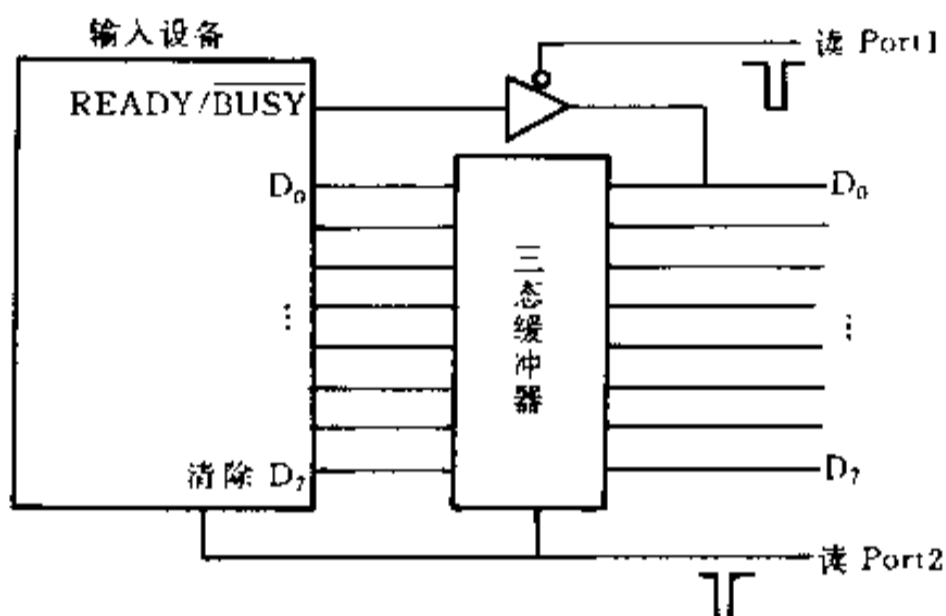 输入设备
读 Port1
READY/BUSY
D₀
D₀
三态缓冲器
⋮
⋮
清除 D₇
D₇
读 Port2